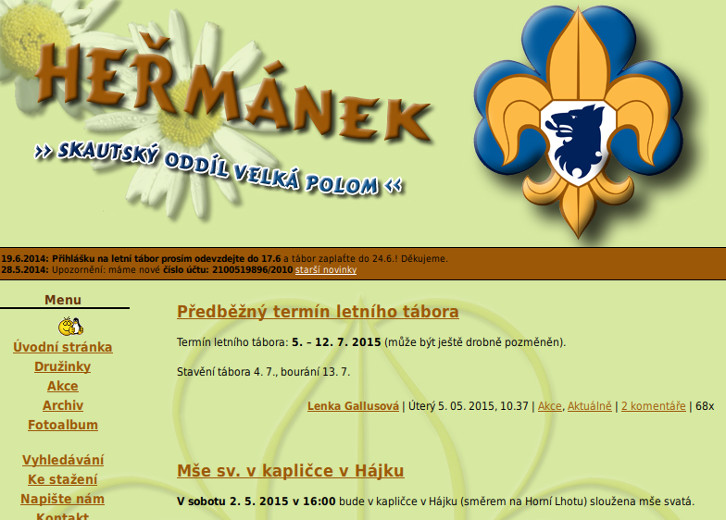 HEŘMÁNEK
>> SKAUTSKÝ ODDÍL VELKÁ POLOM <<
19.6.2014: Přihlášku na letní tábor prosím odevzdejte do 17.6 a tábor zaplaťte do 24.6.! Děkujeme.
28.5.2014: Upozornění: máme nové číslo účtu: 2100519896/2010 starší novinky
Menu
Úvodní stránka
Družinky
Akce
Archiv
Fotoalbum
Vyhledávání
Ke stažení
Napište nám
Kontakt
Předběžný termín letního tábora
Termín letního tábora: 5. – 12. 7. 2015 (může být ještě drobně pozměněn).
Stavění tábora 4. 7., bourání 13. 7.
Lenka Gallusová | Úterý 5. 05. 2015, 10.37 | Akce, Aktuálně | 2 komentáře | 68x
Mše sv. v kapličce v Hájku
V sobotu 2. 5. 2015 v 16:00 bude v kapličce v Hájku (směrem na Horní Lhotu) sloužena mše svatá.